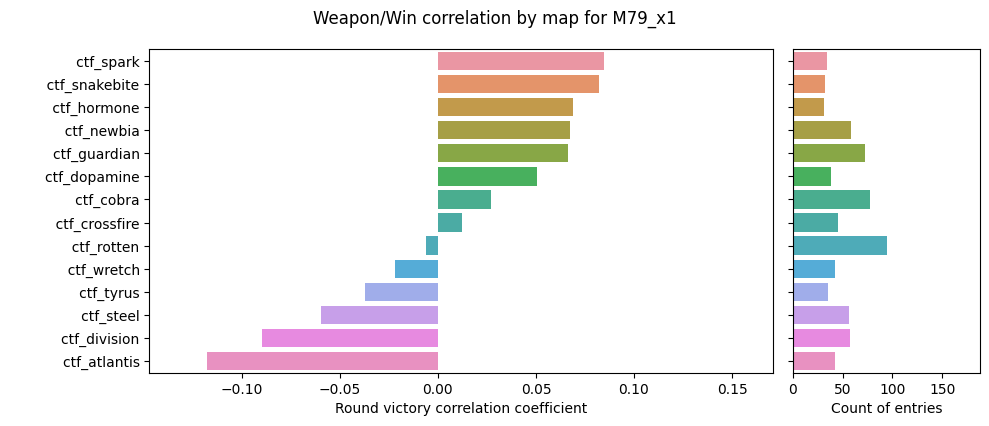 Weapon/Win correlation by map for M79_x1
ctf_spark
ctf_snakebite
ctf_hormone
ctf_newbia
ctf_guardian
ctf_dopamine
ctf_cobra
ctf_crossfire
ctf_rotten
ctf_wretch
ctf_tyrus
ctf_steel
ctf_division
ctf_atlantis
−0.10 −0.05 0.00 0.05 0.10 0.15
Round victory correlation coefficient
0 50 100 150
Count of entries